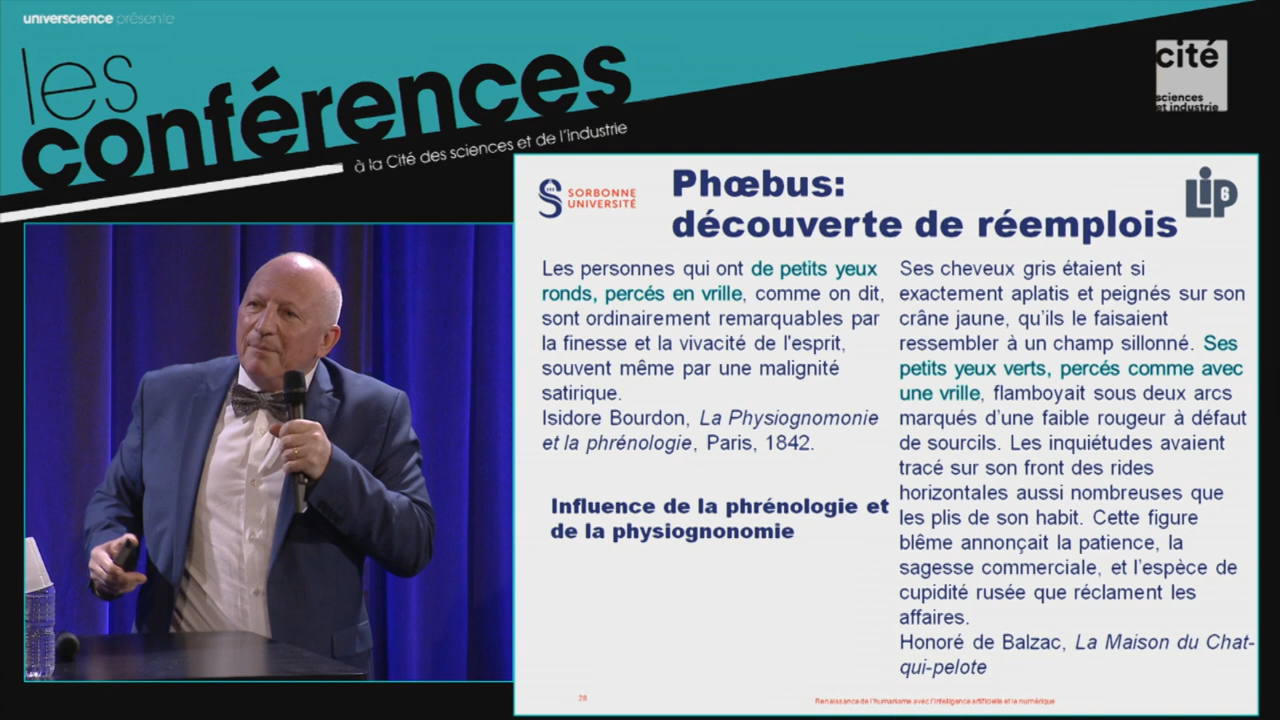 universcience présente
les
conférences
à la Cité des sciences et de l'industrie
cité
sciences
et industrie
SORBONNE
UNIVERSITÉ
Phœbus:
découverte de réemplois
LIP6
Les personnes qui ont de petits yeux
ronds, percés en vrille, comme on dit,
sont ordinairement remarquables par
la finesse et la vivacité de l'esprit,
souvent même par une malignité
satirique.
Isidore Bourdon, La Physiognomonie
et la phrénologie, Paris, 1842.
Influence de la phrénologie et
de la physiognonomie
Ses cheveux gris étaient si
exactement aplatis et peignés sur son
crâne jaune, qu'ils le faisaient
ressembler à un champ sillonné. Ses
petits yeux verts, percés comme avec
une vrille, flamboyait sous deux arcs
marqués d'une faible rougeur à défaut
de sourcils. Les inquiétudes avaient
tracé sur son front des rides
horizontales aussi nombreuses que
les plis de son habit. Cette figure
blême annonçait la patience, la
sagesse commerciale, et l'espèce de
cupidité rusée que réclament les
affaires.
Honoré de Balzac, La Maison du Chat-
qui-pelote
28
Renaissance de l'humanisme avec l'intelligence artificielle et le numérique